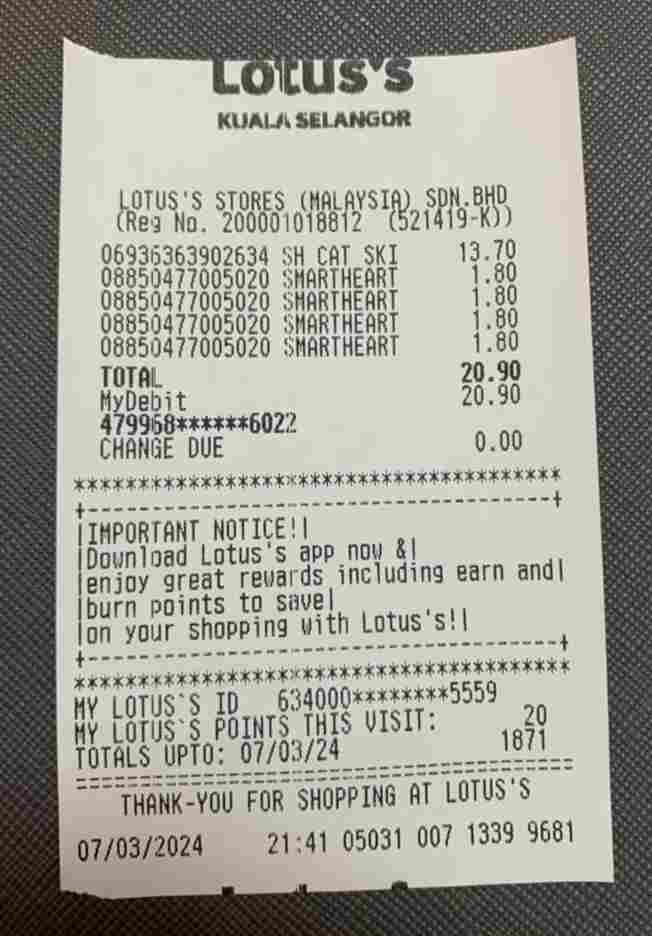 Lotus's
KUALA SELANGOR
LOTUS'S STORES (MALAYSIA) SDN.BHD
(Reg No. 200001018812 (521419-K))
06936363902634 SH CAT SKI 13.70
08850477005020 SMARTHEART 1.80
08850477005020 SMARTHEART 1.80
08850477005020 SMARTHEART 1.80
08850477005020 SMARTHEART 1.80
TOTAL 20.90
MyDebit 20.90
479968******6022
CHANGE DUE 0.00
**************************************
+------------------------------------+
|IMPORTANT NOTICE!|
|Download Lotus's app now &|
|enjoy great rewards including earn and|
|burn points to save|
|on your shopping with Lotus's!|
+------------------------------------+
**************************************
MY LOTUS`S ID 634000********5559
MY LOTUS`S POINTS THIS VISIT: 20
TOTALS UPTO: 07/03/24 1871
======================================
THANK-YOU FOR SHOPPING AT LOTUS'S
07/03/2024 21:41 05031 007 1339 9681